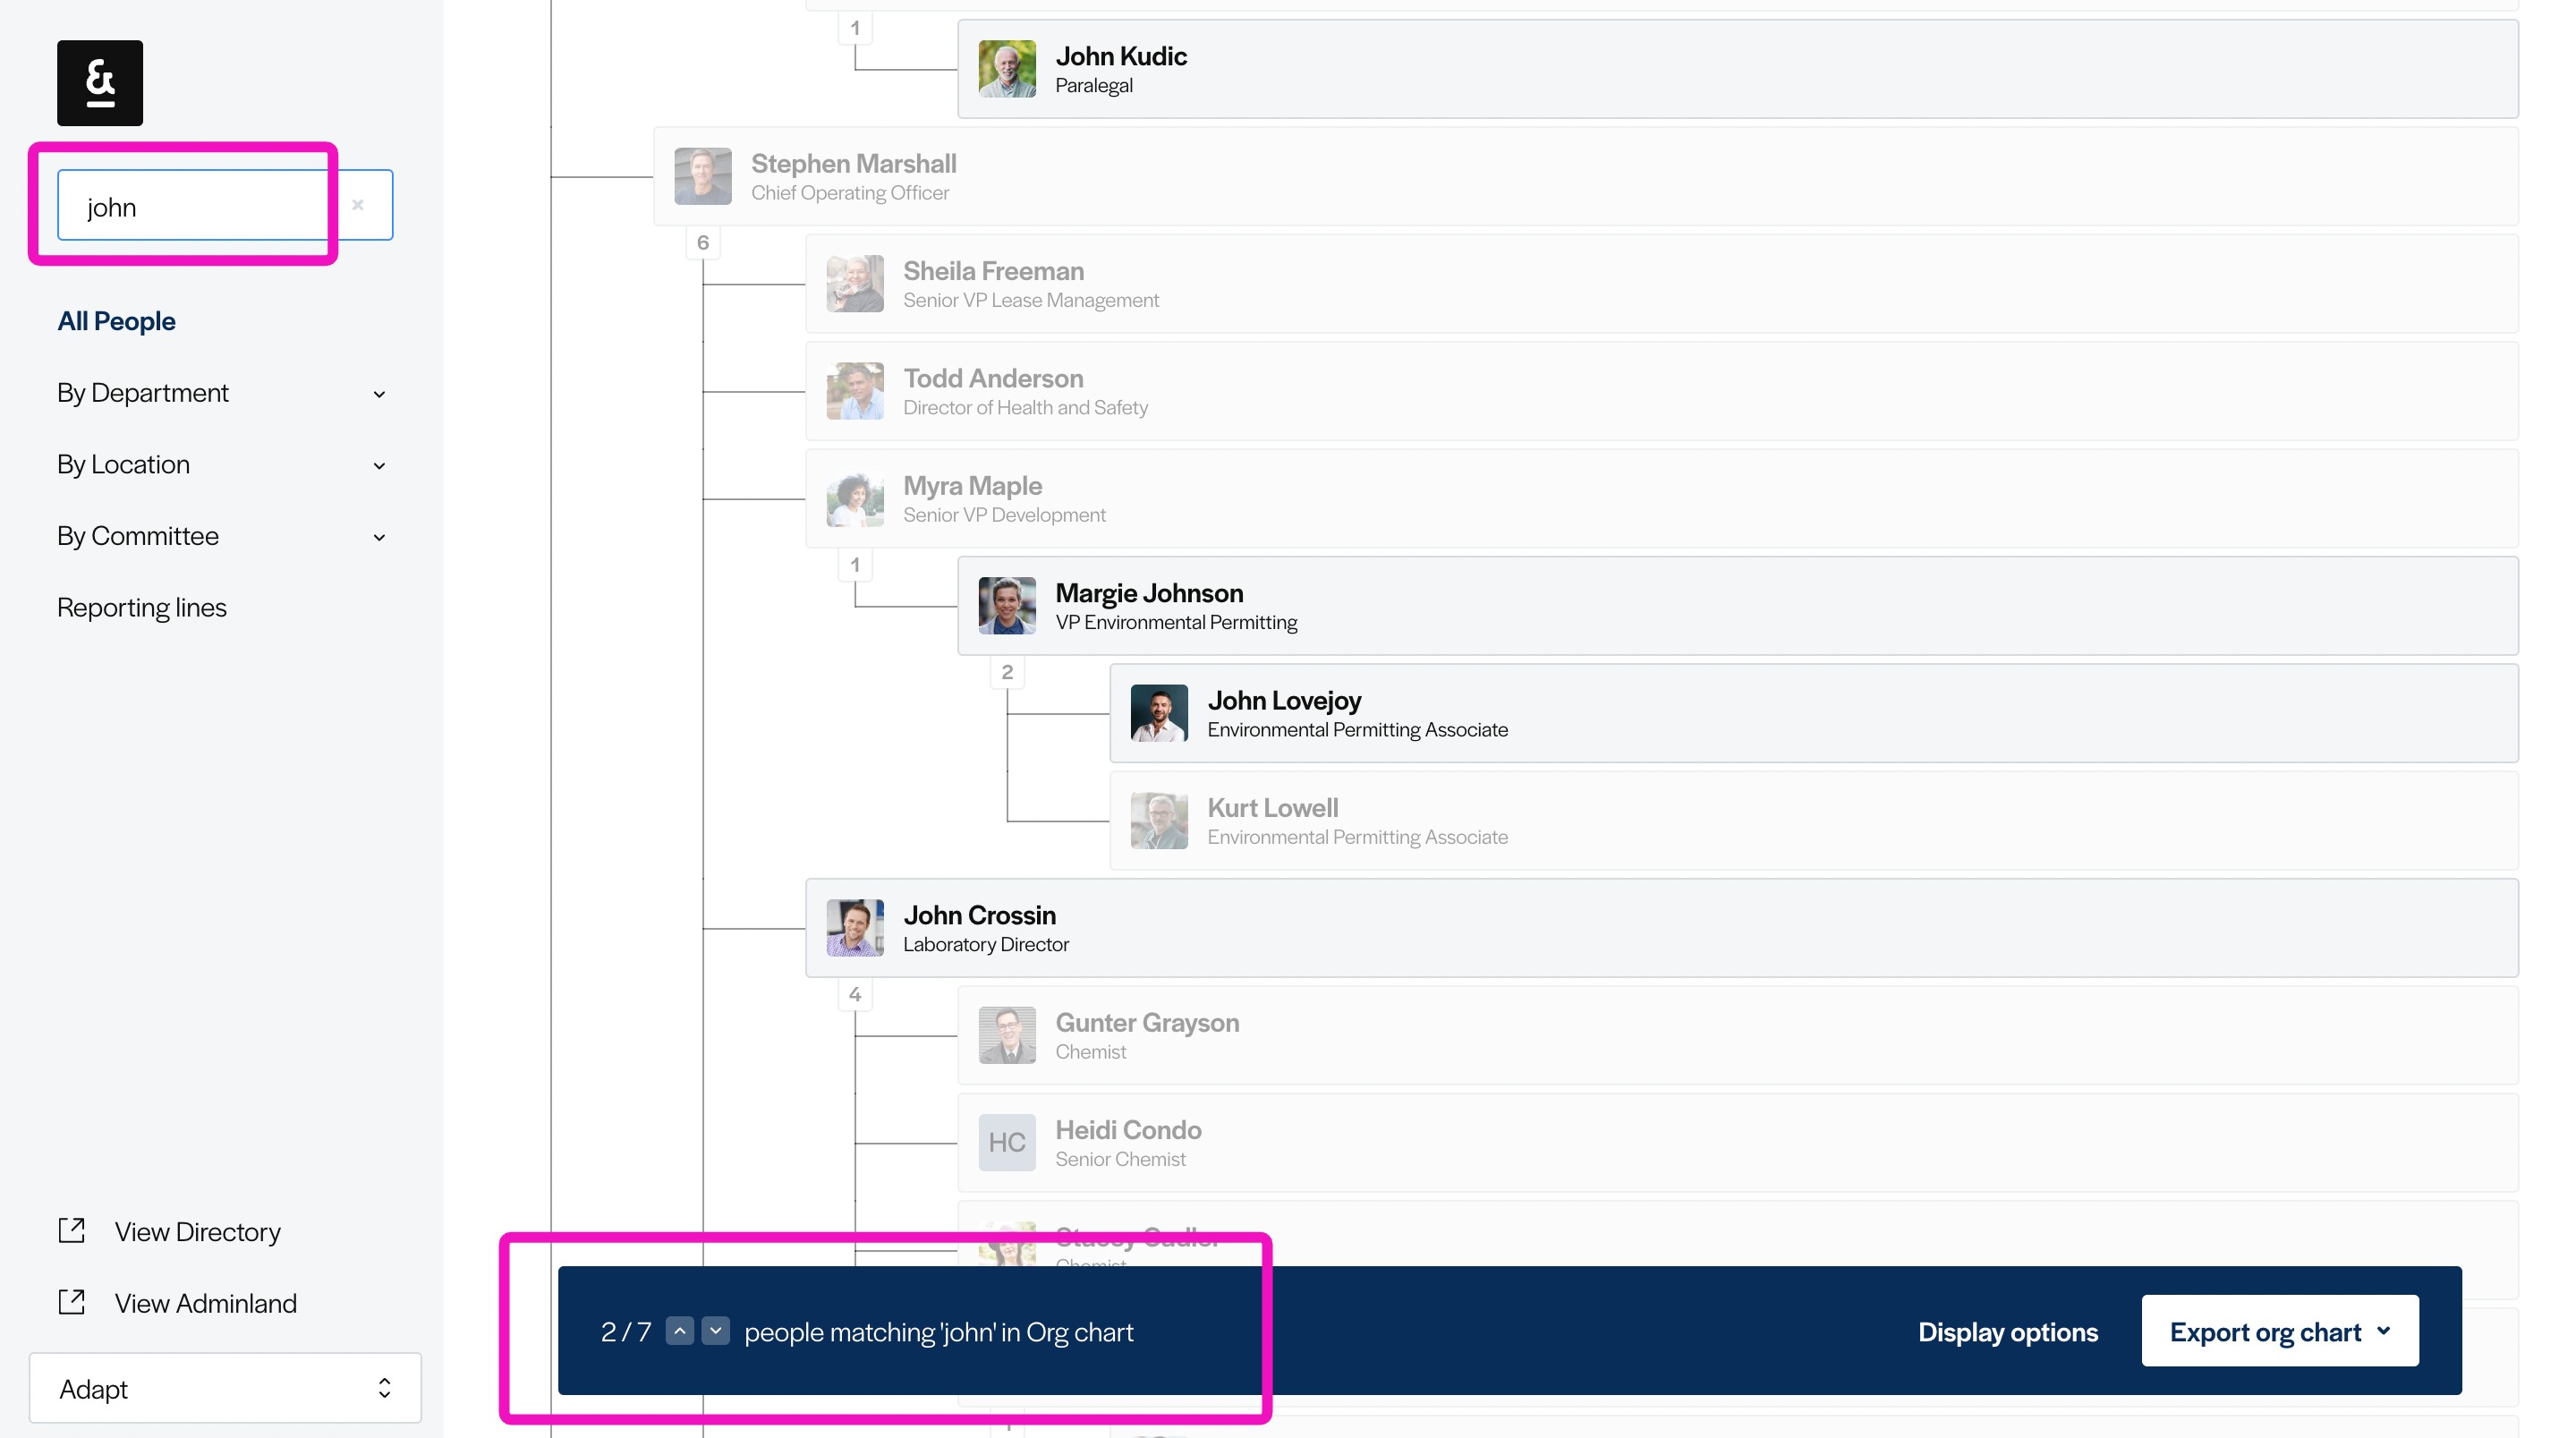 &
john
All People
By Department
By Location
By Committee
Reporting lines
View Directory
View Adminland
Adapt
1
John Kudic
Paralegal
Stephen Marshall
Chief Operating Officer
6
Sheila Freeman
Senior VP Lease Management
Todd Anderson
Director of Health and Safety
Myra Maple
Senior VP Development
1
Margie Johnson
VP Environmental Permitting
2
John Lovejoy
Environmental Permitting Associate
Kurt Lowell
Environmental Permitting Associate
John Crossin
Laboratory Director
4
Gunter Grayson
Chemist
HC
Heidi Condo
Senior Chemist
Chemist
2 / 7 people matching 'john' in Org chart
Display options
Export org chart